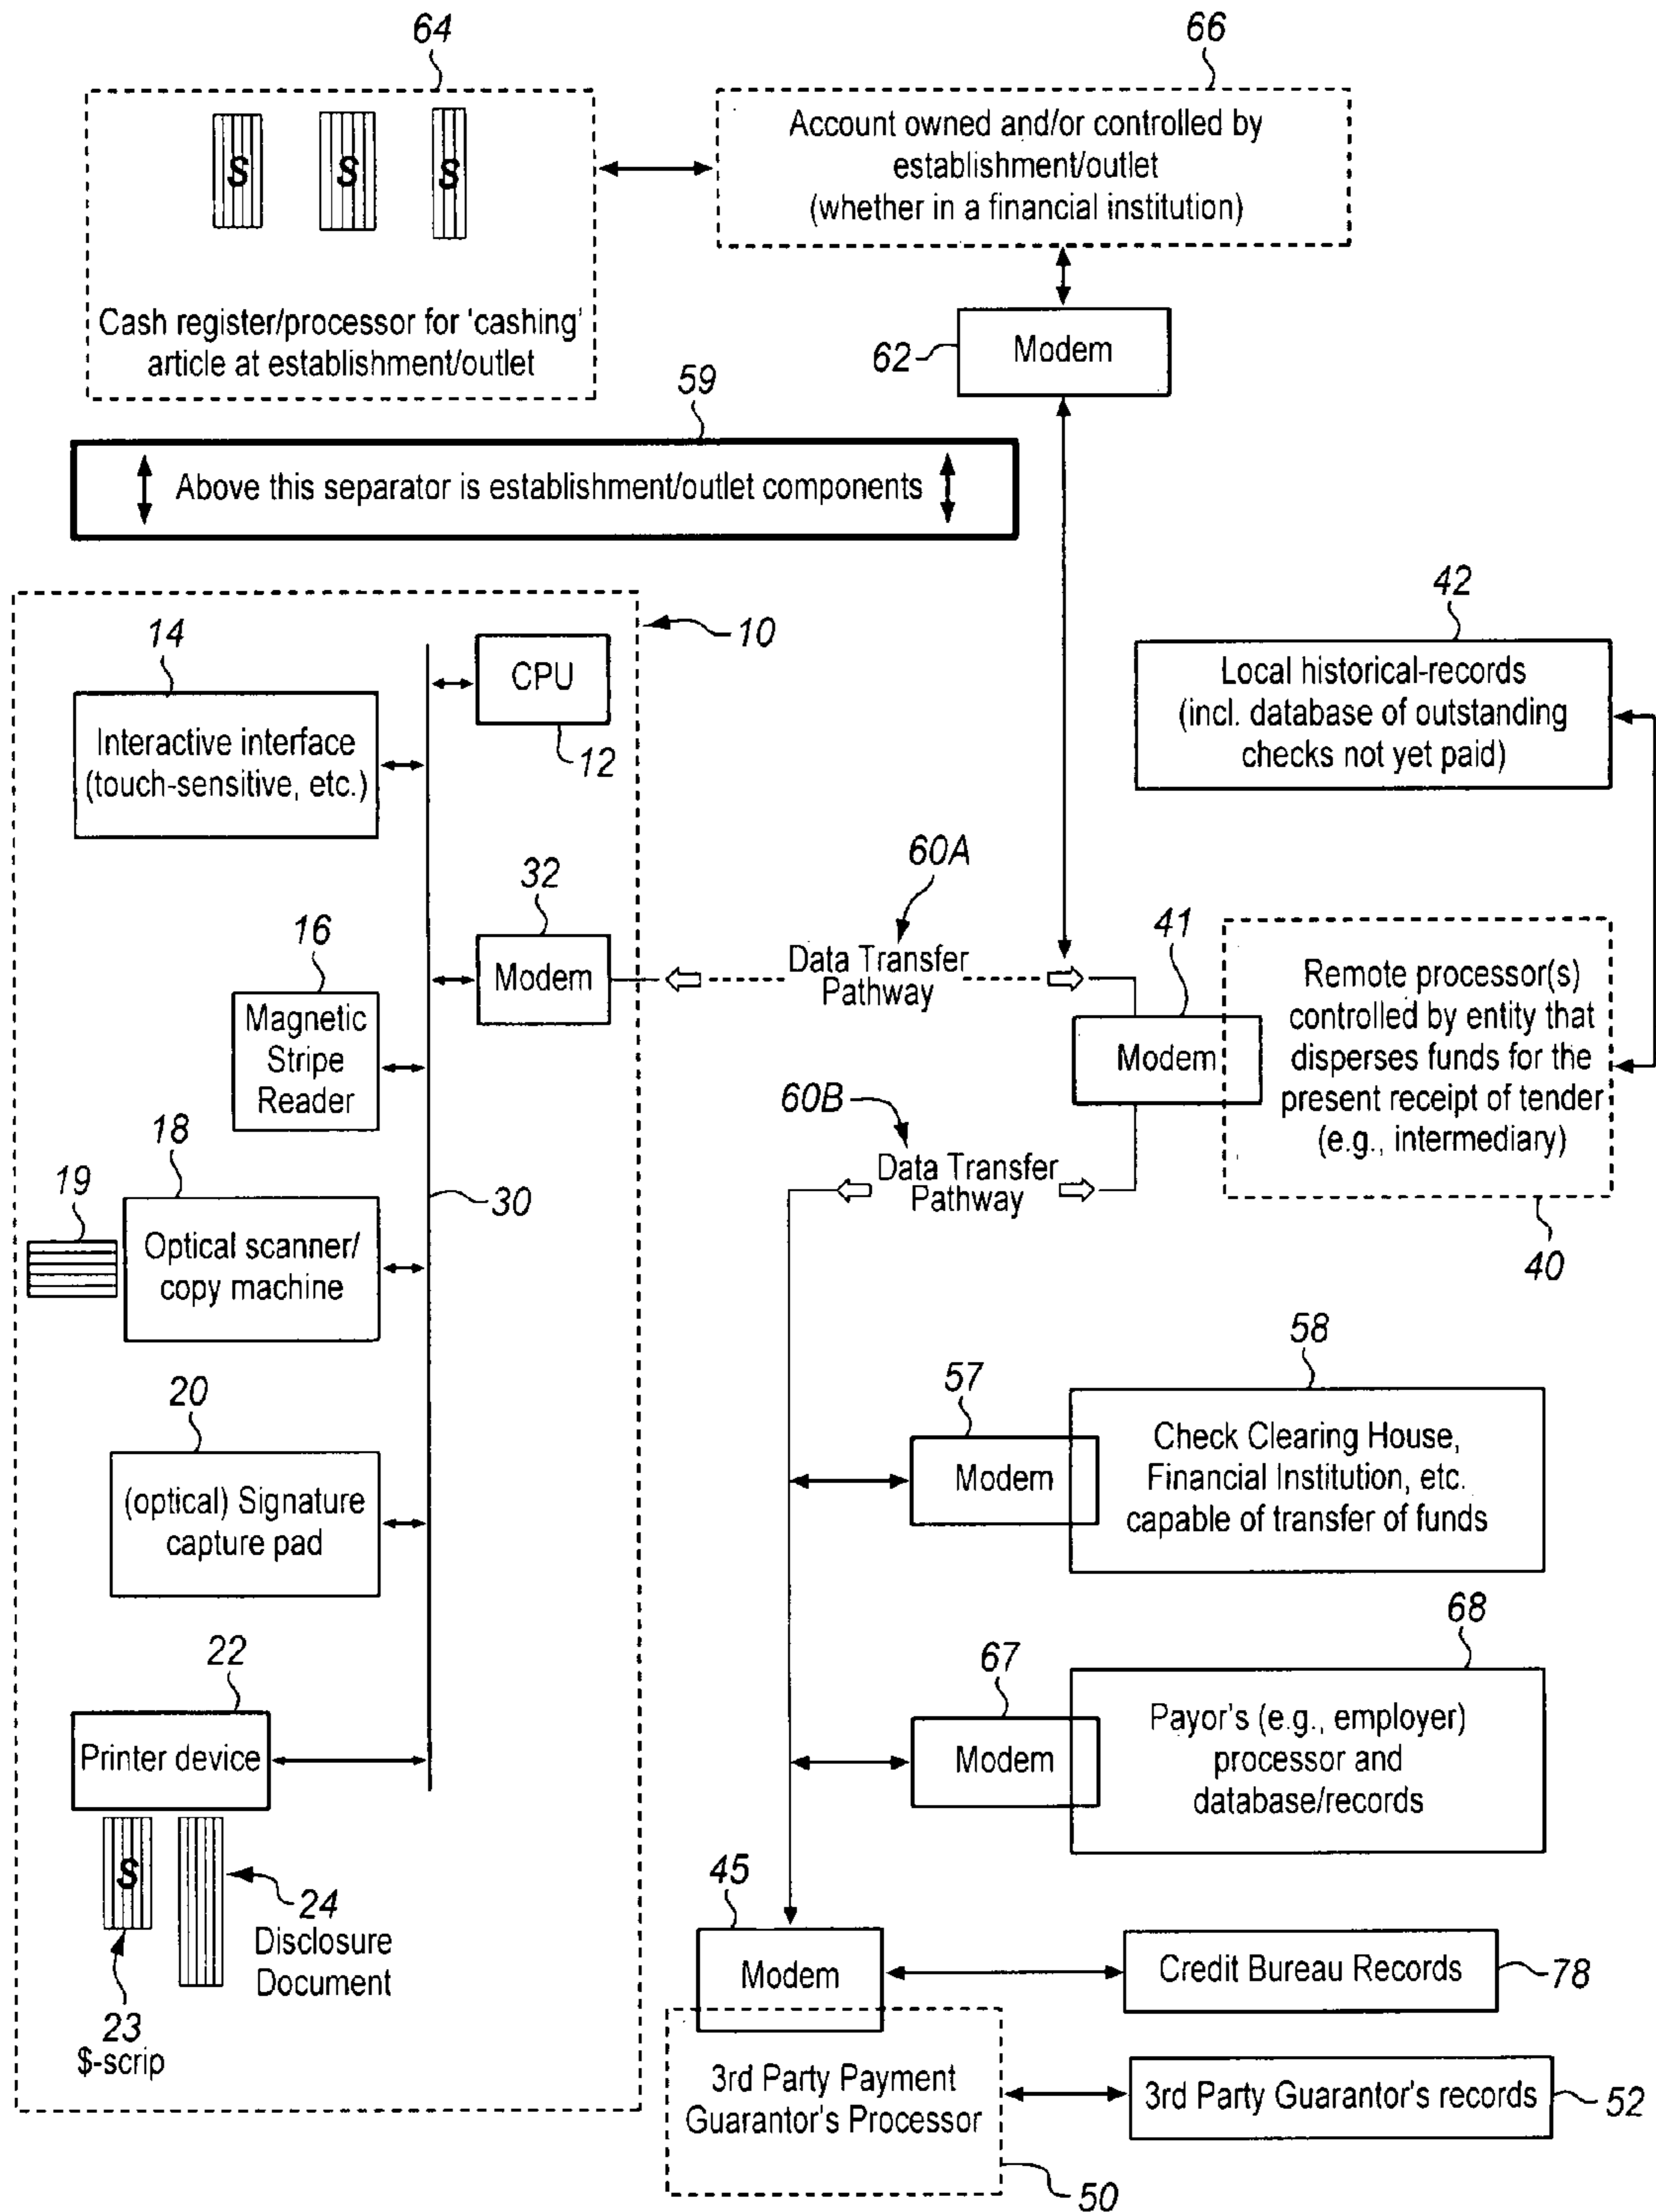 64
66
S S S
Cash register/processor for 'cashing'
article at establishment/outlet
Account owned and/or controlled by
establishment/outlet
(whether in a financial institution)
62
Modem
59
Above this separator is establishment/outlet components
10
14
Interactive interface
(touch-sensitive, etc.)
CPU
12
42
Local historical-records
(incl. database of outstanding
checks not yet paid)
32
Modem
60A
Data Transfer
Pathway
16
Magnetic
Stripe
Reader
41
Modem
Remote processor(s)
controlled by entity that
disperses funds for the
present receipt of tender
(e.g., intermediary)
40
60B
Data Transfer
Pathway
18
19
Optical scanner/
copy machine
30
20
(optical) Signature
capture pad
58
57
Modem
Check Clearing House,
Financial Institution, etc.
capable of transfer of funds
68
67
Modem
Payor's (e.g., employer)
processor and
database/records
22
Printer device
S
24
Disclosure
Document
23
$-scrip
45
Modem
Credit Bureau Records
78
3rd Party Payment
Guarantor's Processor
3rd Party Guarantor's records
52
50